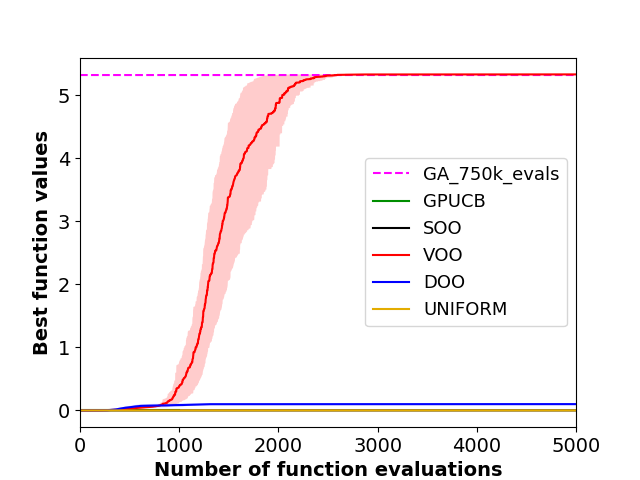 5
4
3
2
1
0
Best function values
GA_750k_evals
GPUCB
SOO
VOO
DOO
UNIFORM
0 1000 2000 3000 4000 5000
Number of function evaluations